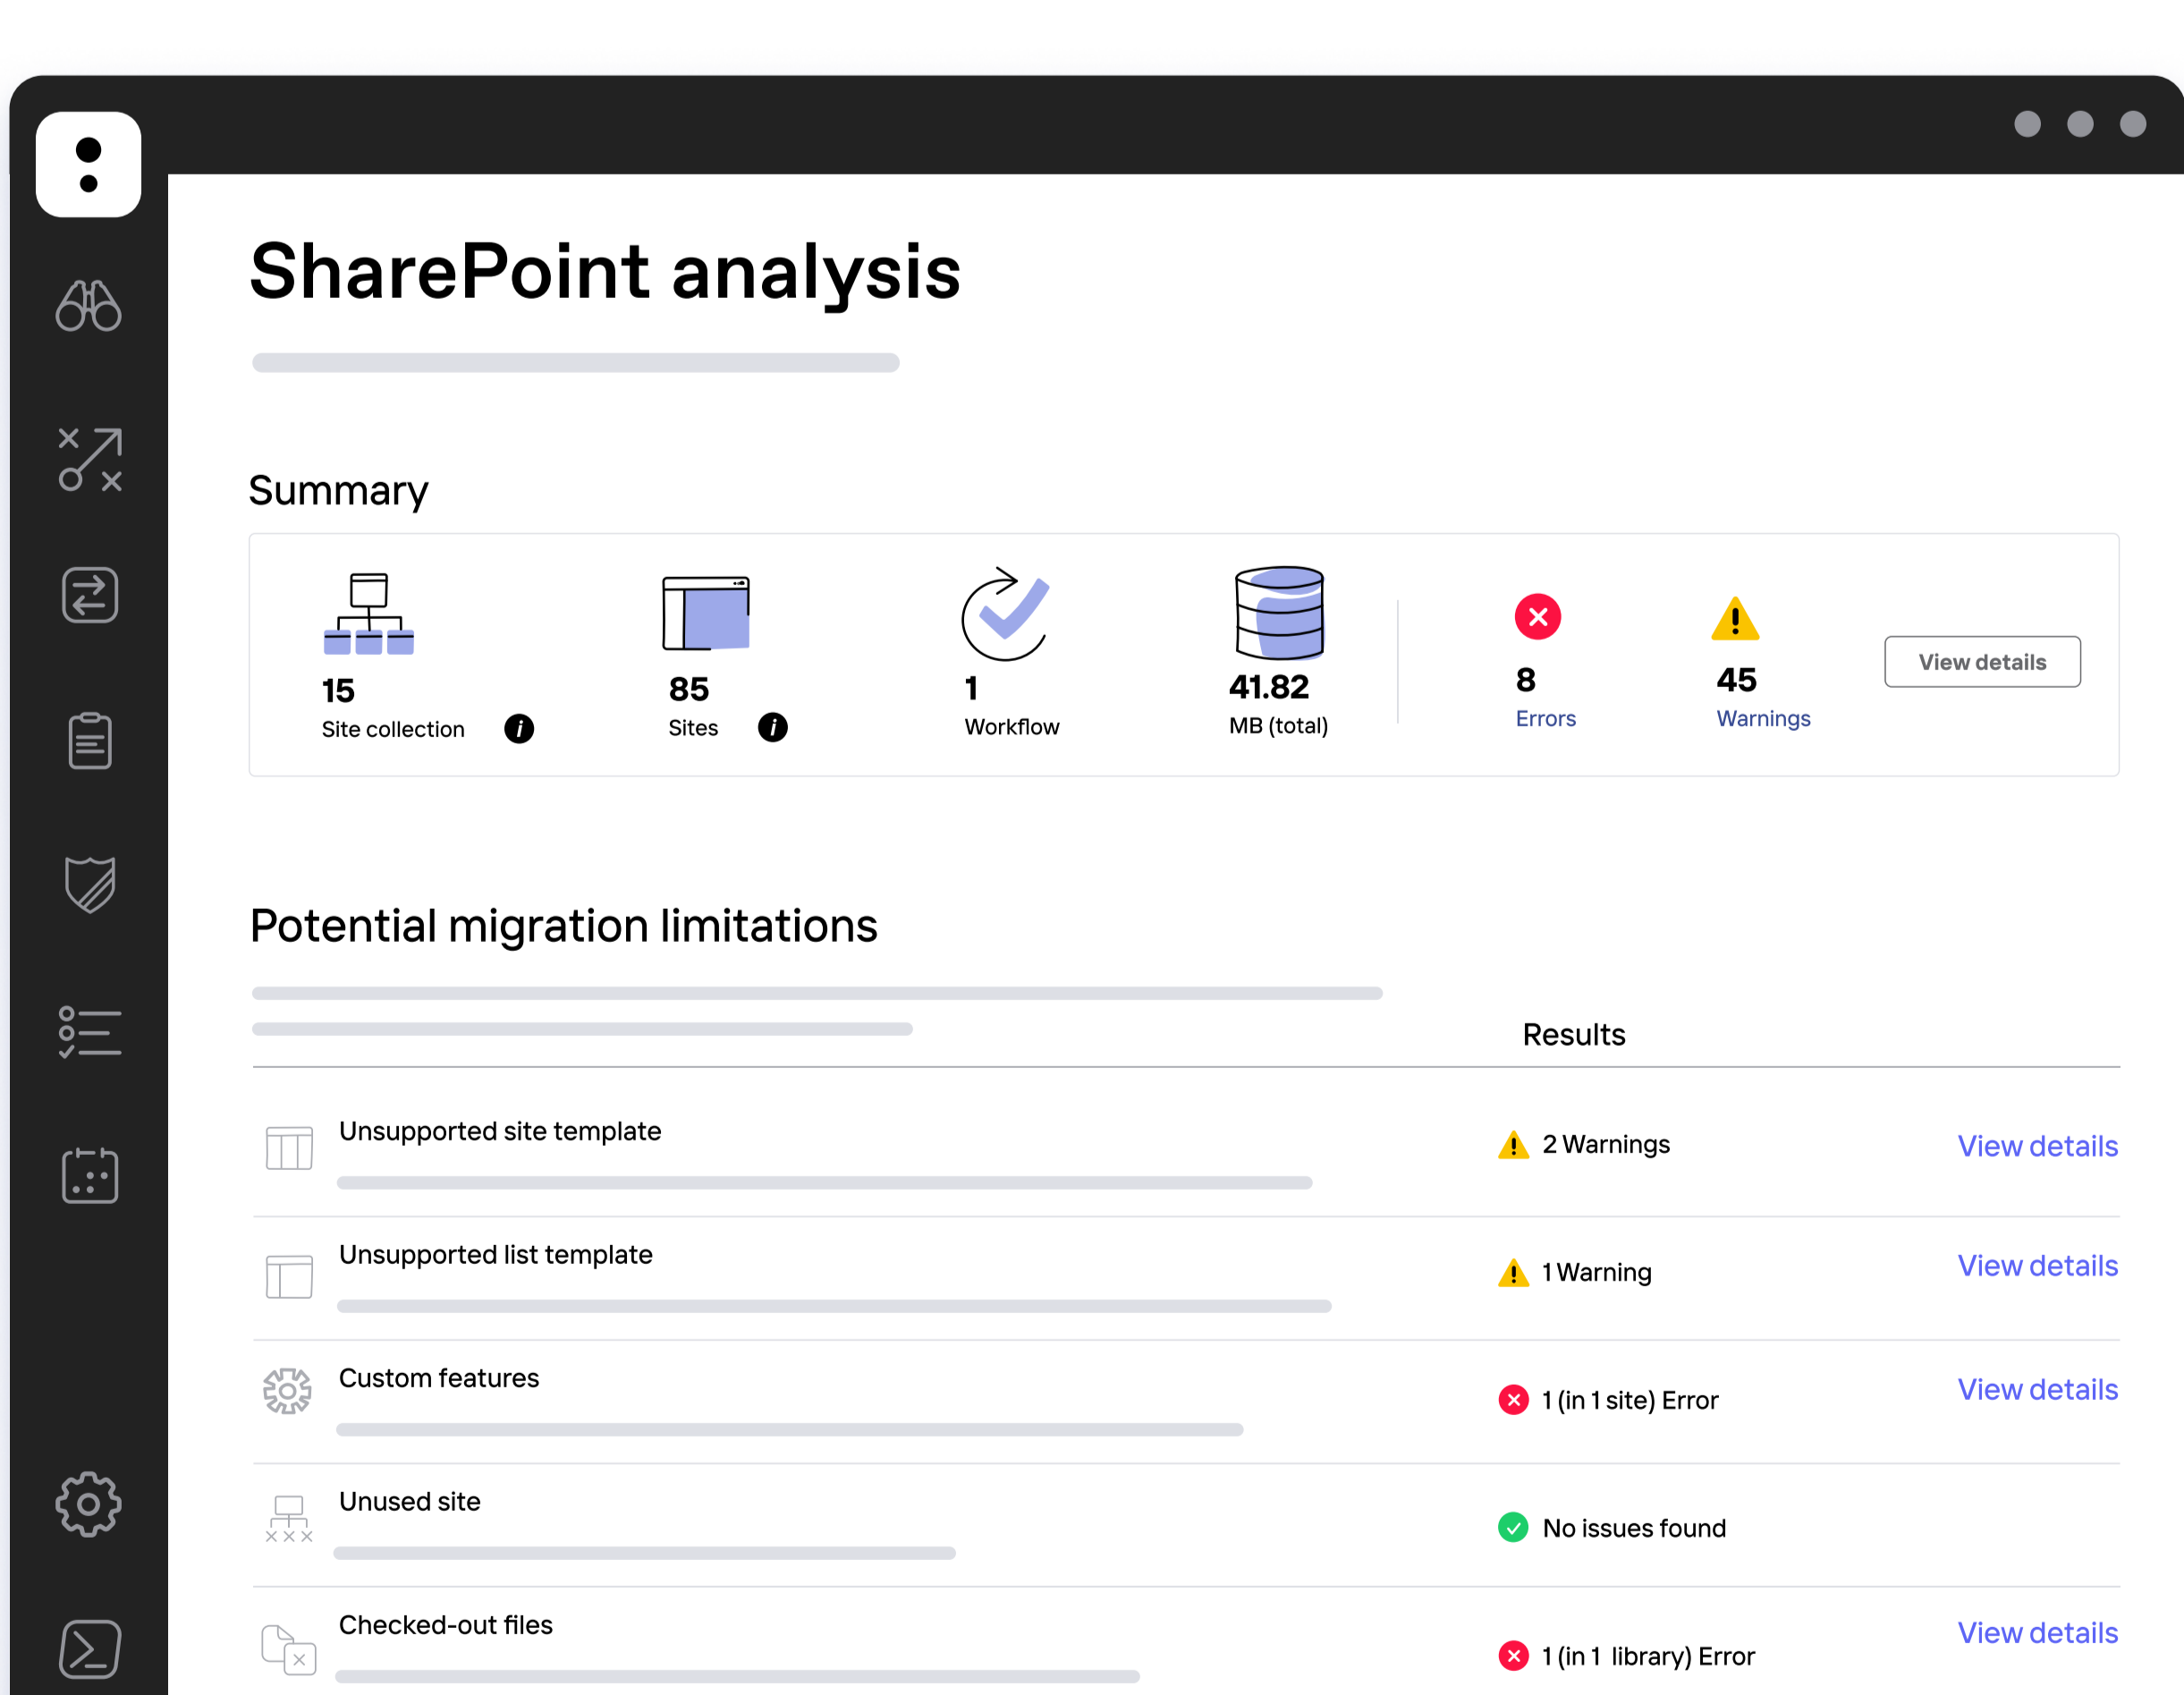 SharePoint analysis
Summary
15
Site collection
i
85
Sites
i
1
Workflow
41.82
MB (total)
8
Errors
45
Warnings
View details
Potential migration limitations
Results
Unsupported site template
2 Warnings
View details
Unsupported list template
1 Warning
View details
Custom features
1 (in 1 site) Error
View details
Unused site
No issues found
Checked-out files
1 (in 1 library) Error
View details